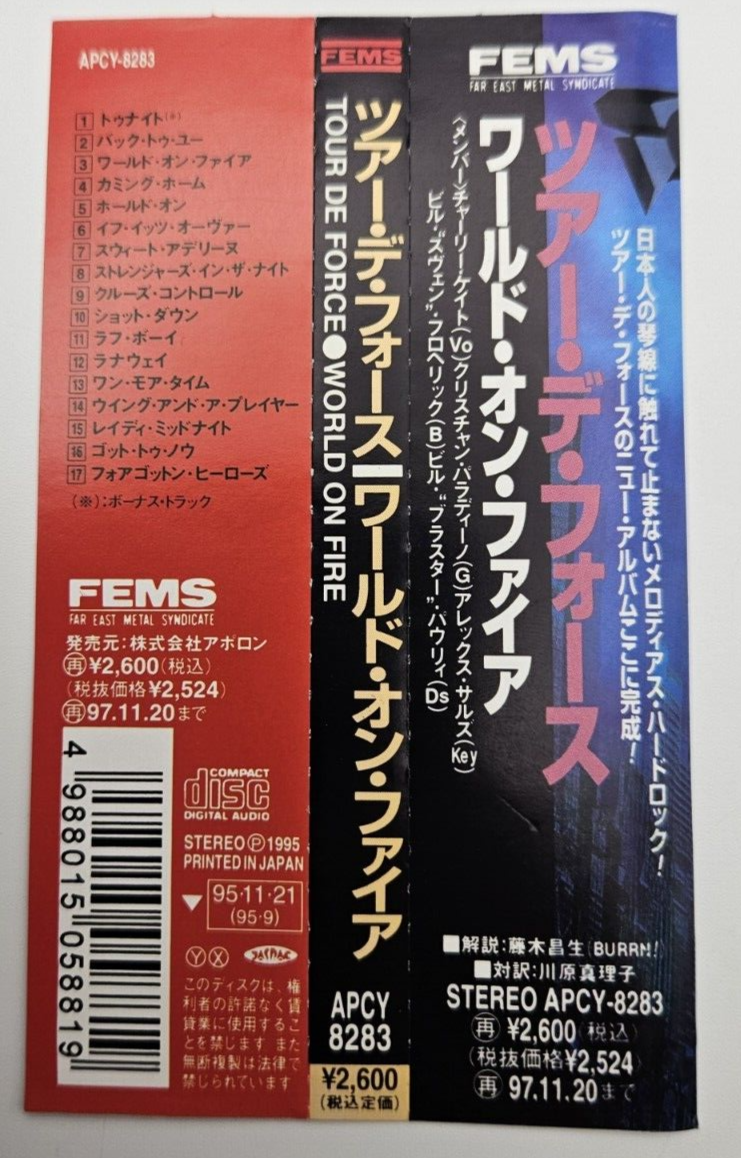 APCY-8283
1 トゥナイト(※)
2 バック・トゥ・ユー
3 ワールド・オン・ファイア
4 カミング・ホーム
5 ホールド・オン
6 イフ・イッツ・オーヴァー
7 スウィート・アデリーヌ
8 ストレンジャーズ・イン・ザ・ナイト
9 クルーズ・コントロール
10 ショット・ダウン
11 ラフ・ボーイ
12 ラナウェイ
13 ワン・モア・タイム
14 ウイング・アンド・ア・プレイヤー
15 レイディ・ミッドナイト
16 ゴット・トゥ・ノウ
17 フォアゴットン・ヒーローズ
(※):ボーナス・トラック
FEMS
FAR EAST METAL SYNDICATE
発売元:株式会社アポロン
再¥2,600(税込)
(税抜価格¥2,524)
再97.11.20まで
4 988015 058819
COMPACT
disc
DIGITAL AUDIO
STEREO Ⓟ 1995
PRINTED IN JAPAN
▼ 95・11・21
(95・9)
Ⓨ Ⓧ JASRAC
このディスクは、権
利者の許諾なく賃
貸業に使用するこ
とを禁じます また
無断複製は法律で
禁じられています
FEMS
ツアー・デ・フォース|ワールド・オン・ファイア
TOUR DE FORCE●WORLD ON FIRE
APCY
8283
¥2,600
(税込定価)
FEMS
FAR EAST METAL SYNDICATE
日本人の琴線に触れて止まないメロディアス・ハードロック!
ツアー・デ・フォースのニュー・アルバムここに完成!
ツアー・デ・フォース
ワールド・オン・ファイア
〈メンバー〉チャーリー・ケイト(Vo)クリスチャン・パラディーノ(G)アレックス・サルズ(Key)
ビル・“スヴェン”・フロヘリック(B)ビル・“ブラスター”・パウリィ(Ds)
■解説:藤木昌生(BURRN!)
■対訳:川原真理子
STEREO APCY-8283
再 ¥2,600(税込)
(税抜価格¥2,524)
再 97.11.20まで